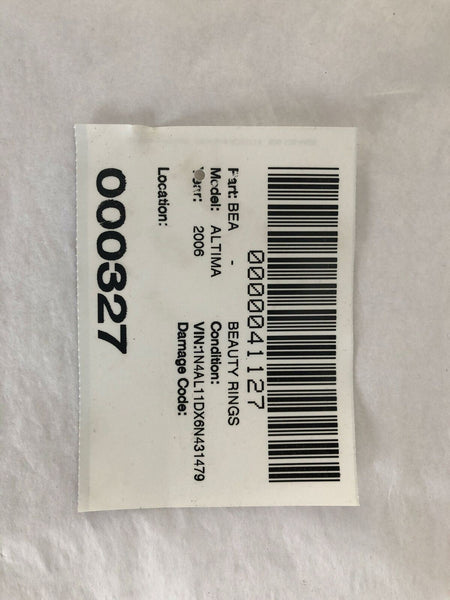 0000041127
Part: BEA - BEAUTY RINGS
Model: ALTIMA Condition:
Year: 2006 VIN:1N4AL11DX6N431479
Damage Code:
Location:
000327